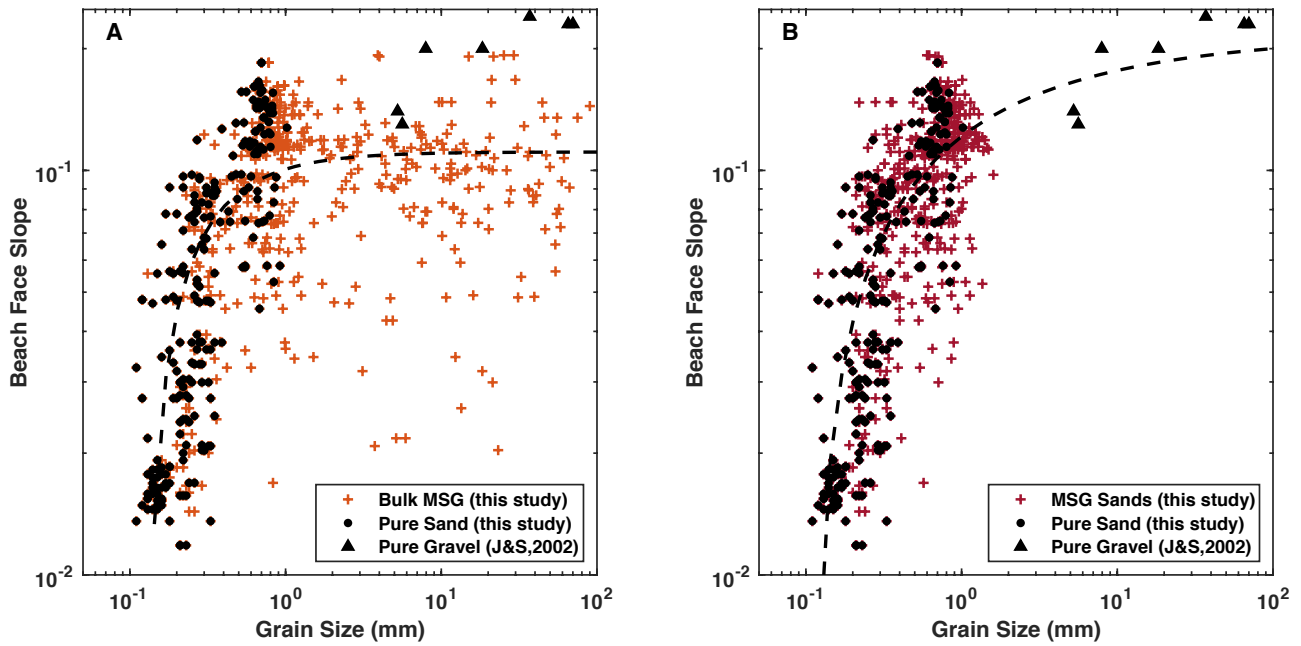 A
Beach Face Slope
10^-1
10^-2
10^-1
10^0
10^1
10^2
Grain Size (mm)
Bulk MSG (this study)
Pure Sand (this study)
Pure Gravel (J&S,2002)
B
Beach Face Slope
10^-1
10^-2
10^-1
10^0
10^1
10^2
Grain Size (mm)
MSG Sands (this study)
Pure Sand (this study)
Pure Gravel (J&S,2002)